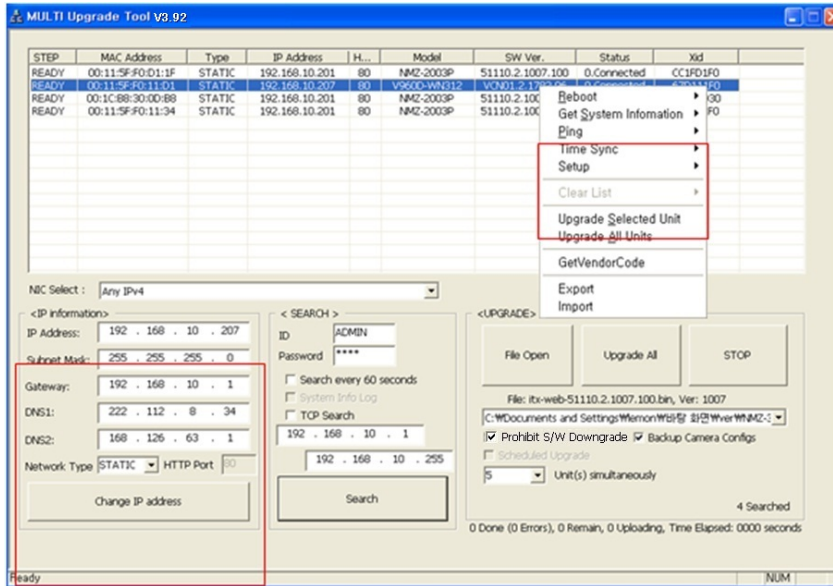 MULTI Upgrade Tool V3.92
STEP MAC Address Type IP Address H... Model SW Ver. Status Xid
READY 00:11:5F:F0:D1:1F STATIC 192.168.10.201 80 NMZ-2003P 51110.2.1007.100 0.Connected CC1FD1F0
READY 00:11:5F:F0:11:D1 STATIC 192.168.10.207 80 V960D-WN312
READY 00:1C:B8:30:0D:B8 STATIC 192.168.10.201 80 NMZ-2003P 51110.2.100
READY 00:11:5F:F0:11:34 STATIC 192.168.10.201 80 NMZ-2003P 51110.2.100
Reboot
Get System Infomation
Ping
Time Sync
Setup
Clear List
Upgrade Selected Unit
Upgrade All Units
GetVendorCode
Export
Import
NIC Select : Any IPv4
<IP information>
IP Address: 192 . 168 . 10 . 207
Subnet Mask: 255 . 255 . 255 . 0
Gateway: 192 . 168 . 10 . 1
DNS1: 222 . 112 . 8 . 34
DNS2: 168 . 126 . 63 . 1
Network Type STATIC HTTP Port 80
Change IP address
< SEARCH >
ID ADMIN
Password ****
Search every 60 seconds
System Info Log
TCP Search
192 . 168 . 10 . 1
192 . 168 . 10 . 255
Search
<UPGRADE>
File Open Upgrade All STOP
File: itx-web-51110.2.1007.100.bin, Ver: 1007
C:₩Documents and Settings₩lemon₩바탕 화면₩ver₩NMZ-
Prohibit S/W Downgrade Backup Camera Configs
Scheduled Upgrade
5 Unit(s) simultaneously
4 Searched
0 Done (0 Errors), 0 Remain, 0 Uploading, Time Elapsed: 0000 seconds
Ready NUM